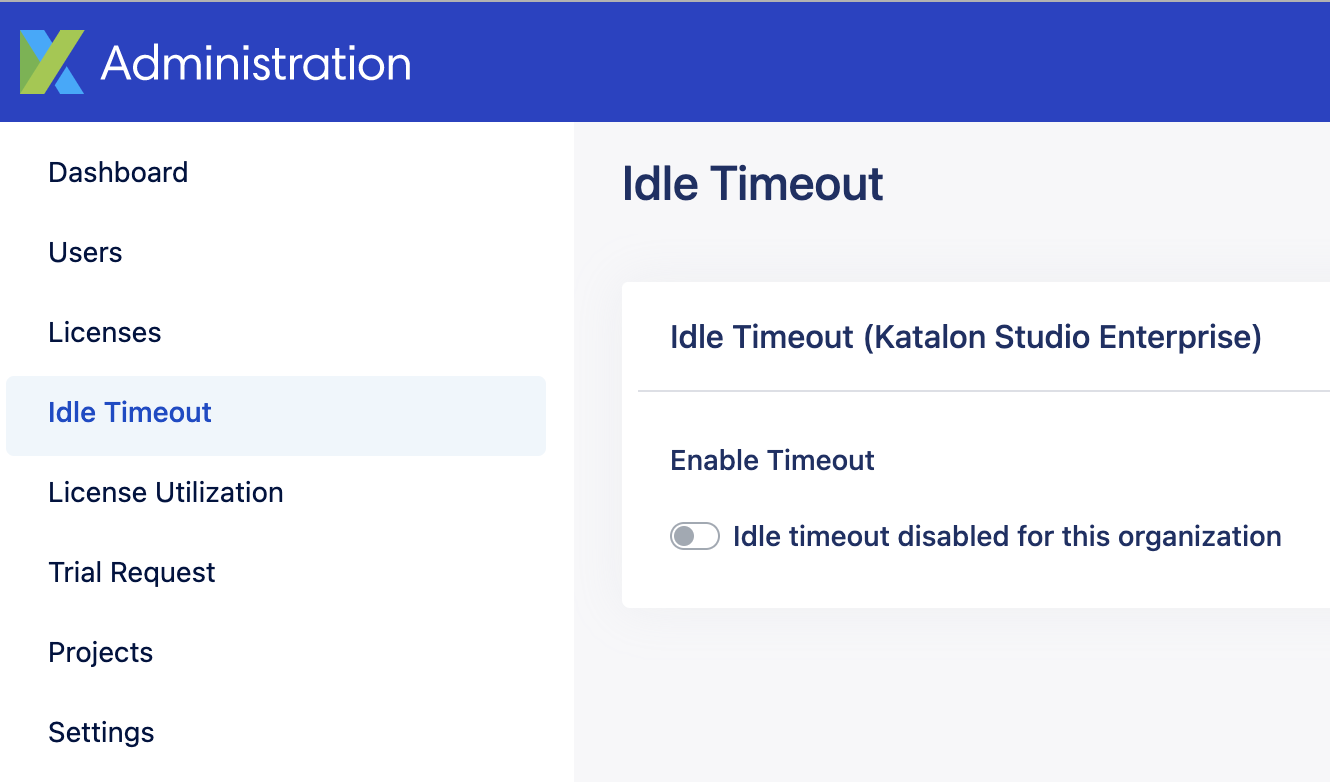 Administration
Dashboard
Users
Licenses
Idle Timeout
License Utilization
Trial Request
Projects
Settings
Idle Timeout
Idle Timeout (Katalon Studio Enterprise)
Enable Timeout
Idle timeout disabled for this organization